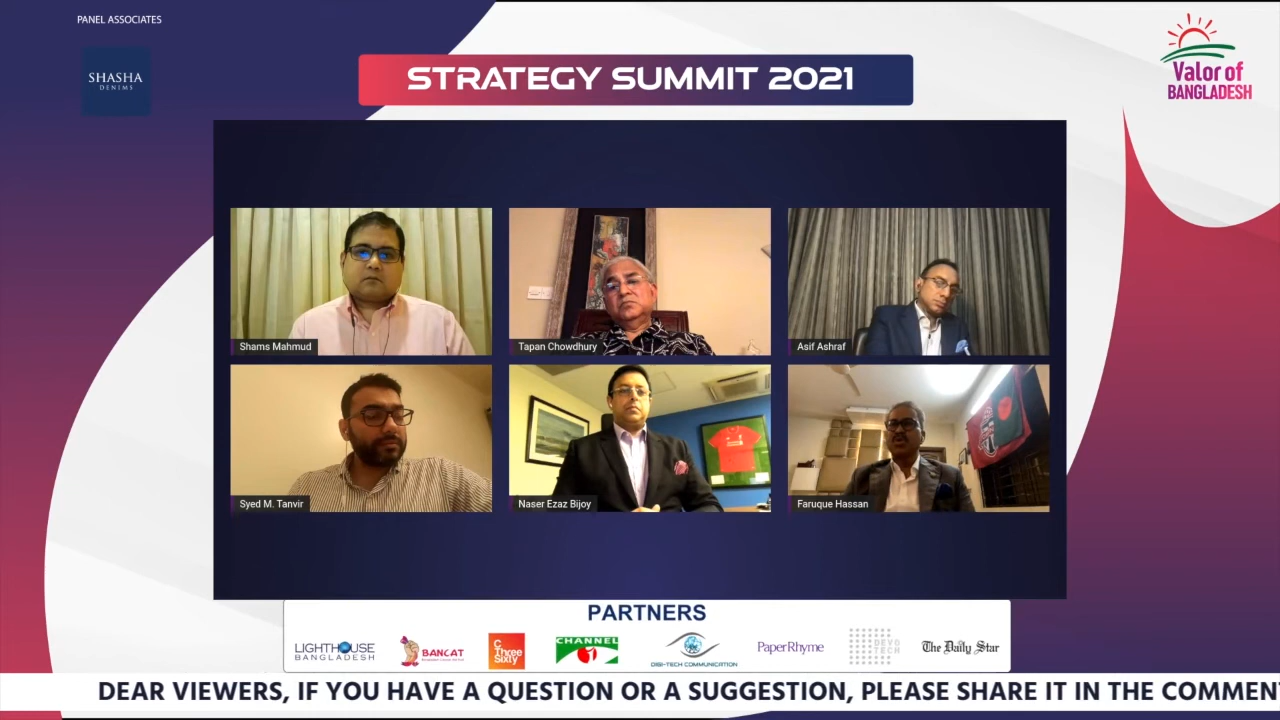 PANEL ASSOCIATES
SHASHA
DENIMS
STRATEGY SUMMIT 2021
Valor of
BANGLADESH
Shams Mahmud
Tapan Chowdhury
Asif Ashraf
Syed M. Tanvir
Naser Ezaz Bijoy
Faruque Hassan
PARTNERS
LIGHTHOUSE
BANGLADESH
BANCAT
C
Three
Sixty
CHANNEL
DIGI-TECH COMMUNICATION
PaperRhyme
DEVO
TECH
The Daily Star
DEAR VIEWERS, IF YOU HAVE A QUESTION OR A SUGGESTION, PLEASE SHARE IT IN THE COMMENT